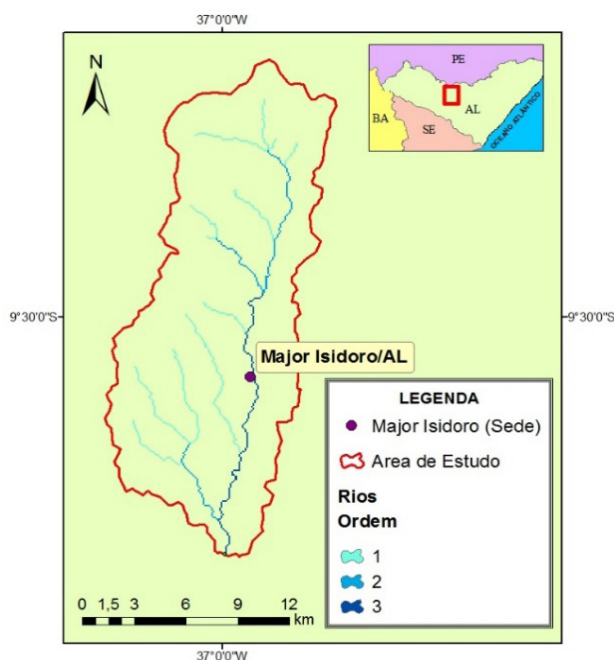 37°0'0"W
N
PE
BA
AL
SE
OCEANO ATLÂNTICO
9°30'0"S
9°30'0"S
Major Isidoro/AL
LEGENDA
Major Isidoro (Sede)
Area de Estudo
Rios
Ordem
1
2
3
0 1,5 3 6 9 12
km
37°0'0"W